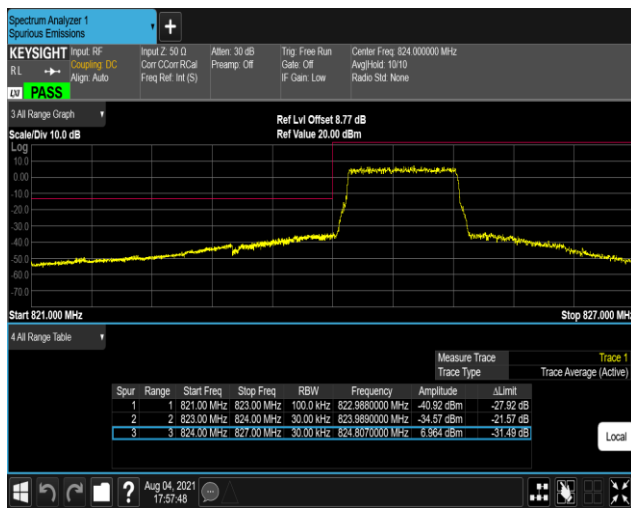 Spectrum Analyzer 1
Spurious Emissions
KEYSIGHT Input: RF Input Z: 50 Ω Atten: 30 dB Trig: Free Run Center Freq: 824.000000 MHz
RL Coupling: DC Corr CCorr RCal Preamp: Off Gate: Off Avg|Hold: 10/10
Align: Auto Freq Ref: Int (S) IF Gain: Low Radio Std: None
LXI PASS
3 All Range Graph
Ref Lvl Offset 8.77 dB
Scale/Div 10.0 dB Ref Value 20.00 dBm
Log
10.0
0.00
-10.0
-20.0
-30.0
-40.0
-50.0
-60.0
-70.0
Start 821.000 MHz Stop 827.000 MHz
4 All Range Table
Measure Trace Trace 1
Trace Type Trace Average (Active)
Spur Range Start Freq Stop Freq RBW Frequency Amplitude ΔLimit
1 1 821.00 MHz 823.00 MHz 100.0 kHz 822.9880000 MHz -40.92 dBm -27.92 dB
2 2 823.00 MHz 824.00 MHz 30.00 kHz 823.9890000 MHz -34.57 dBm -21.57 dB
3 3 824.00 MHz 827.00 MHz 30.00 kHz 824.8070000 MHz 6.964 dBm -31.49 dB
Local
? Aug 04, 2021
17:57:48